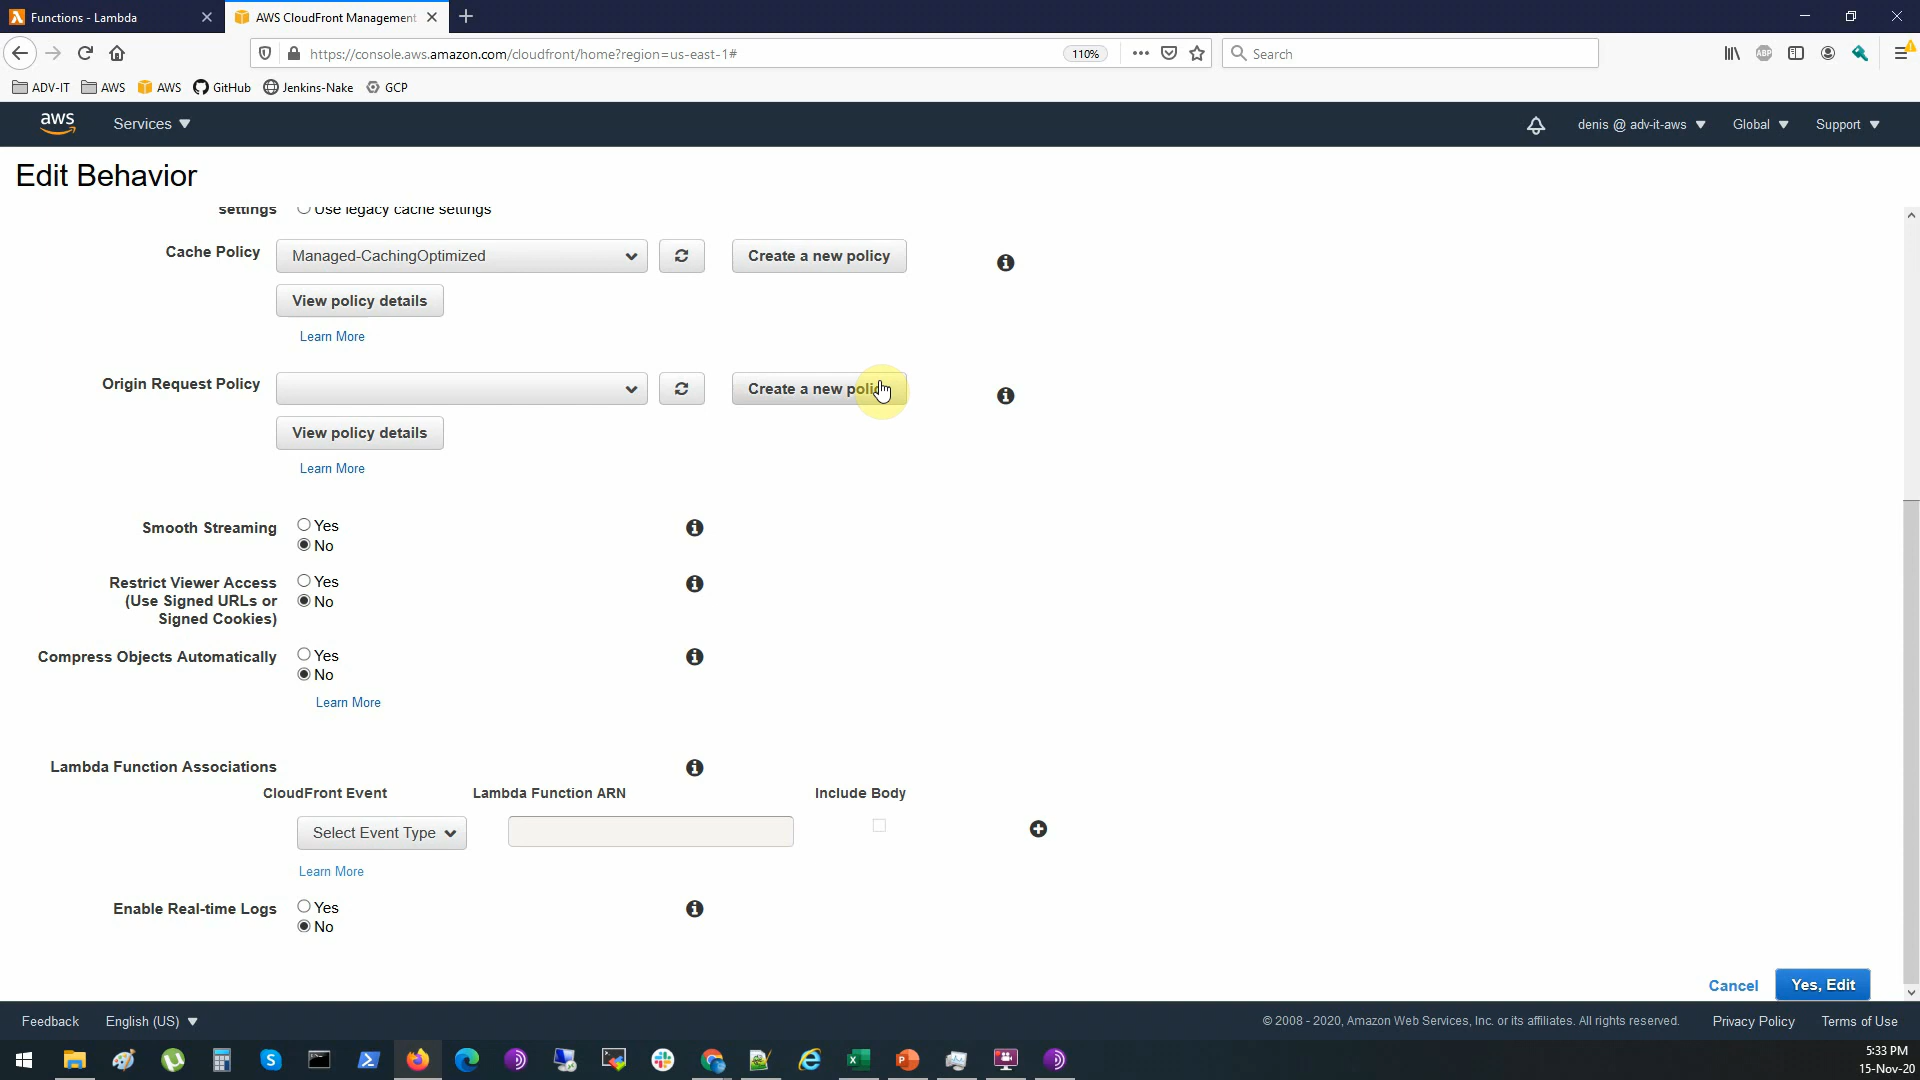 Functions - Lambda
AWS CloudFront Management
https://console.aws.amazon.com/cloudfront/home?region=us-east-1#
110%
Search
ADV-IT
AWS
AWS
GitHub
Jenkins-Nake
GCP
aws
Services
denis @ adv-it-aws
Global
Support
Edit Behavior
settings
Use legacy cache settings
Cache Policy
Managed-CachingOptimized
Create a new policy
View policy details
Learn More
Origin Request Policy
Create a new policy
View policy details
Learn More
Smooth Streaming
Yes
No
Restrict Viewer Access
(Use Signed URLs or
Signed Cookies)
Yes
No
Compress Objects Automatically
Yes
No
Learn More
Lambda Function Associations
CloudFront Event
Lambda Function ARN
Include Body
Select Event Type
Learn More
Enable Real-time Logs
Yes
No
Cancel
Yes, Edit
Feedback
English (US)
© 2008 - 2020, Amazon Web Services, Inc. or its affiliates. All rights reserved.
Privacy Policy
Terms of Use
5:33 PM
15-Nov-20